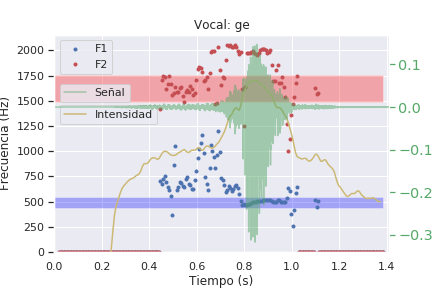 Vocal: ge
Frecuencia (Hz)
2000
1750
1500
1250
1000
750
500
250
0
F1
F2
Señal
Intensidad
0.1
0.0
−0.1
−0.2
−0.3
0.0 0.2 0.4 0.6 0.8 1.0 1.2 1.4
Tiempo (s)